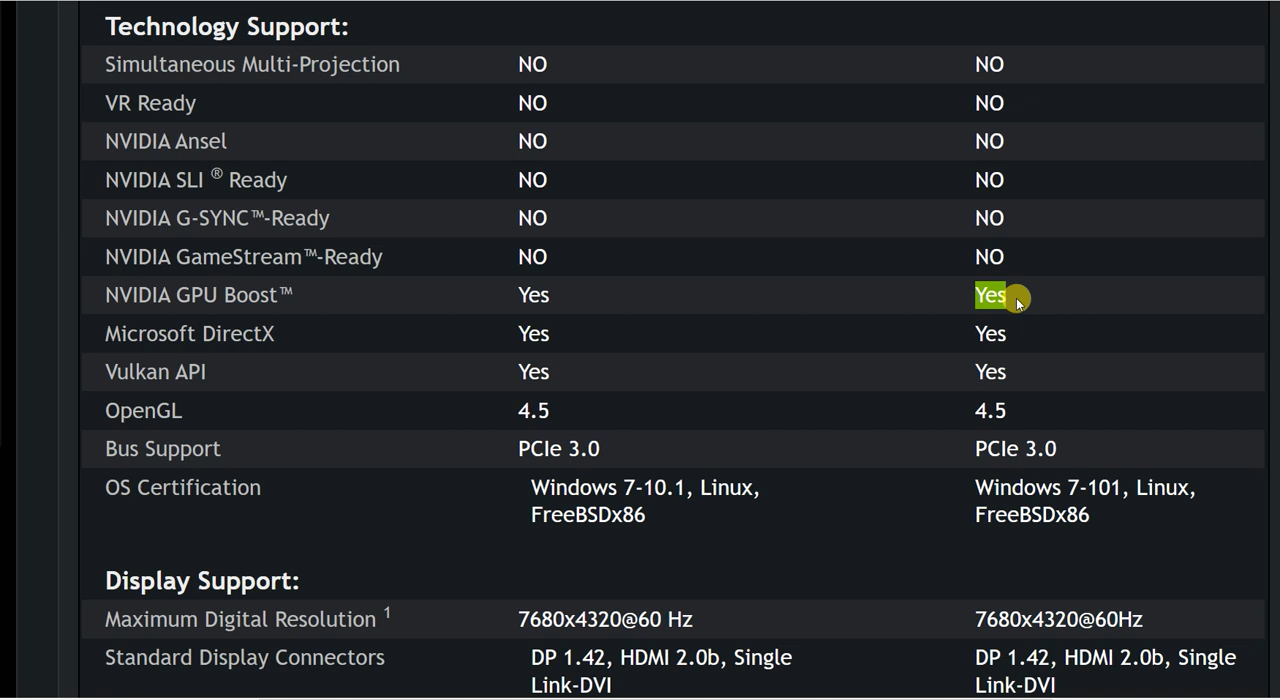 Technology Support:
Simultaneous Multi-Projection NO NO
VR Ready NO NO
NVIDIA Ansel NO NO
NVIDIA SLI ® Ready NO NO
NVIDIA G-SYNC™-Ready NO NO
NVIDIA GameStream™-Ready NO NO
NVIDIA GPU Boost™ Yes Yes
Microsoft DirectX Yes Yes
Vulkan API Yes Yes
OpenGL 4.5 4.5
Bus Support PCIe 3.0 PCIe 3.0
OS Certification Windows 7-10.1, Linux, Windows 7-101, Linux,
FreeBSDx86 FreeBSDx86
Display Support:
Maximum Digital Resolution 1 7680x4320@60 Hz 7680x4320@60Hz
Standard Display Connectors DP 1.42, HDMI 2.0b, Single DP 1.42, HDMI 2.0b, Single
Link-DVI Link-DVI